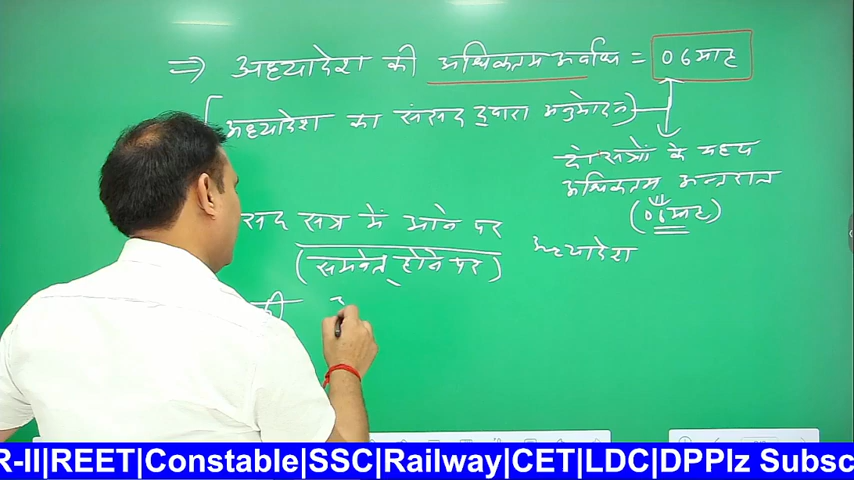 ⇒ अध्यादेश की अधिकतम अवधि = 06 माह
(अध्यादेश का संसद द्वारा अनुमोदन)
दो सत्रों के मध्य
अधिकतम अन्तराल
(06 माह)
सद सत्र में आने पर
(समवेत होने पर) अध्यादेश
की
R-II|REET|Constable|SSC|Railway|CET|LDC|DPPlz Subsc